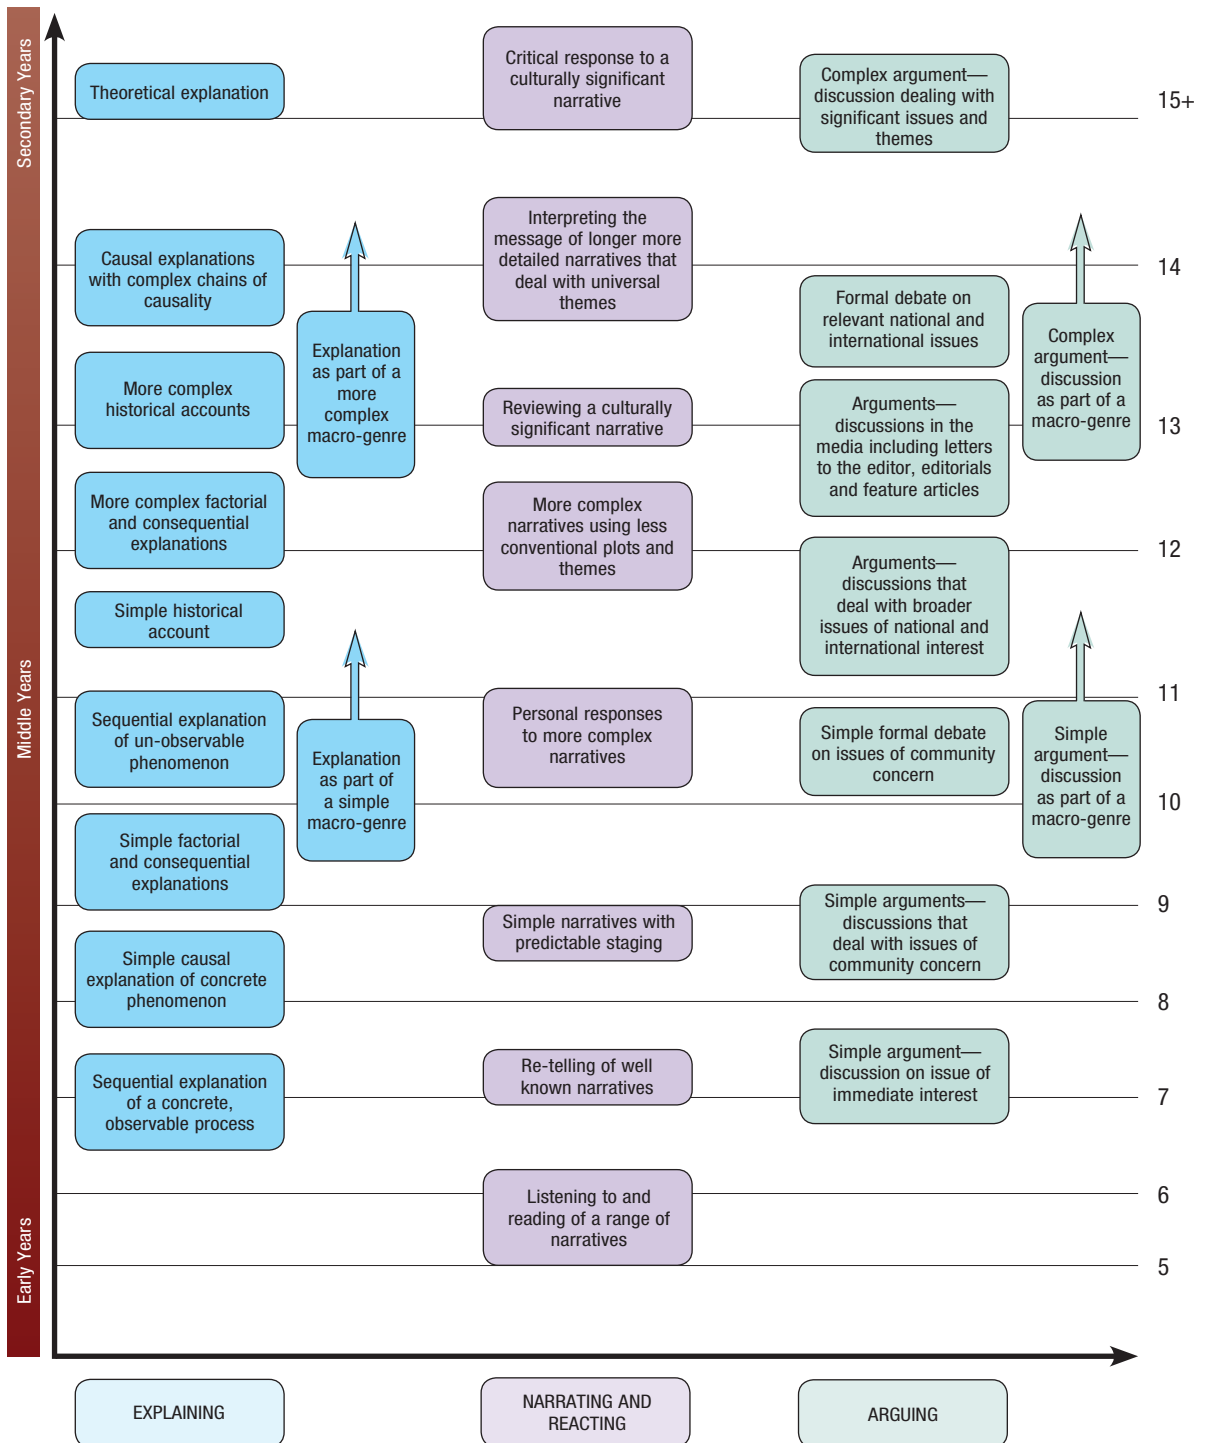 Secondary Years
Middle Years
Early Years
Theoretical explanation
Causal explanations
with complex chains of
causality
More complex
historical accounts
More complex factorial
and consequential
explanations
Simple historical
account
Sequential explanation
of un-observable
phenomenon
Simple factorial
and consequential
explanations
Simple causal
explanation of concrete
phenomenon
Sequential explanation
of a concrete,
observable process
Explanation
as part of a
more
complex
macro-genre
Explanation
as part of
a simple
macro-genre
Critical response to a
culturally significant
narrative
Interpreting the
message of longer more
detailed narratives that
deal with universal
themes
Reviewing a culturally
significant narrative
More complex
narratives using less
conventional plots and
themes
Personal responses
to more complex
narratives
Simple narratives with
predictable staging
Re-telling of well
known narratives
Listening to and
reading of a range of
narratives
Complex argument—
discussion dealing with
significant issues and
themes
Formal debate on
relevant national and
international issues
Arguments—
discussions in the
media including letters
to the editor, editorials
and feature articles
Arguments—
discussions that
deal with broader
issues of national and
international interest
Simple formal debate
on issues of community
concern
Simple arguments—
discussions that
deal with issues of
community concern
Simple argument—
discussion on issue of
immediate interest
Complex
argument—
discussion
as part of a
macro-genre
Simple
argument—
discussion
as part of a
macro-genre
15+
14
13
12
11
10
9
8
7
6
5
EXPLAINING
NARRATING AND
REACTING
ARGUING